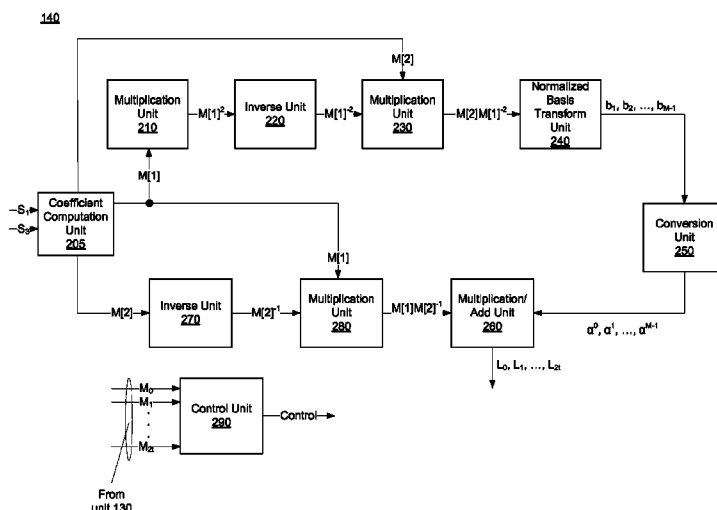 140
M[2]
Multiplication
Unit
210
M[1]²
Inverse Unit
220
M[1]⁻²
Multiplication
Unit
230
M[2]M[1]⁻²
Normalized
Basis
Transform
Unit
240
b₁, b₂, ..., bM-1
M[1]
S₁
S₃
Coefficient
Computation
Unit
205
Conversion
Unit
250
M[1]
M[2]
Inverse Unit
270
M[2]⁻¹
Multiplication
Unit
280
M[1]M[2]⁻¹
Multiplication/
Add Unit
260
α⁰, α¹, ..., αᴹ⁻¹
L₀, L₁, ..., L₂ₜ
M₀
M₁
M₂ₜ
Control Unit
290
Control
From
unit 130